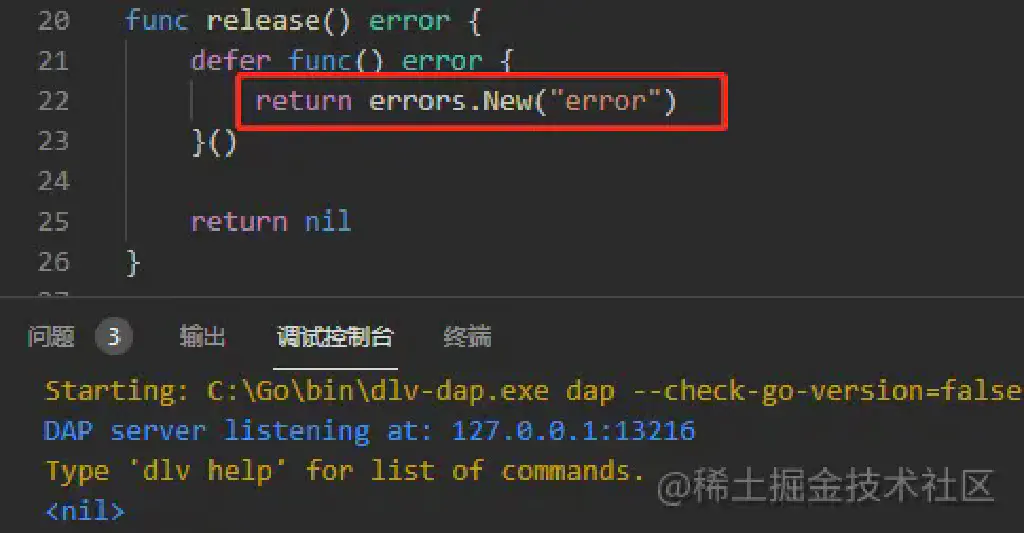 20 func release() error {
21 defer func() error {
22 return errors.New("error")
23 }()
24
25 return nil
26 }
问题 3 输出 调试控制台 终端
Starting: C:\Go\bin\dlv-dap.exe dap --check-go-version=false
DAP server listening at: 127.0.0.1:13216
Type 'dlv help' for list of commands.
<nil>
@稀土掘金技术社区